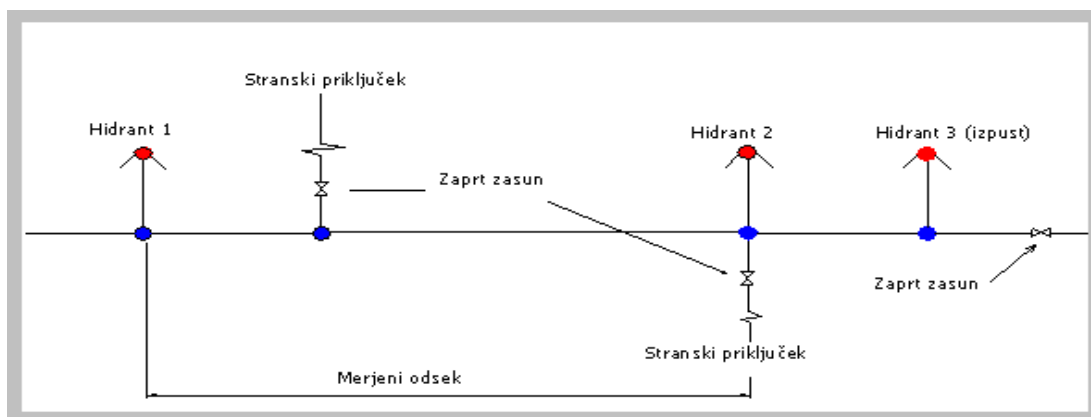 Stranski priključek
Hidrant 1
Hidrant 2
Hidrant 3 (izpust)
Zaprt zasun
Zaprt zasun
Stranski priključek
Merjeni odsek